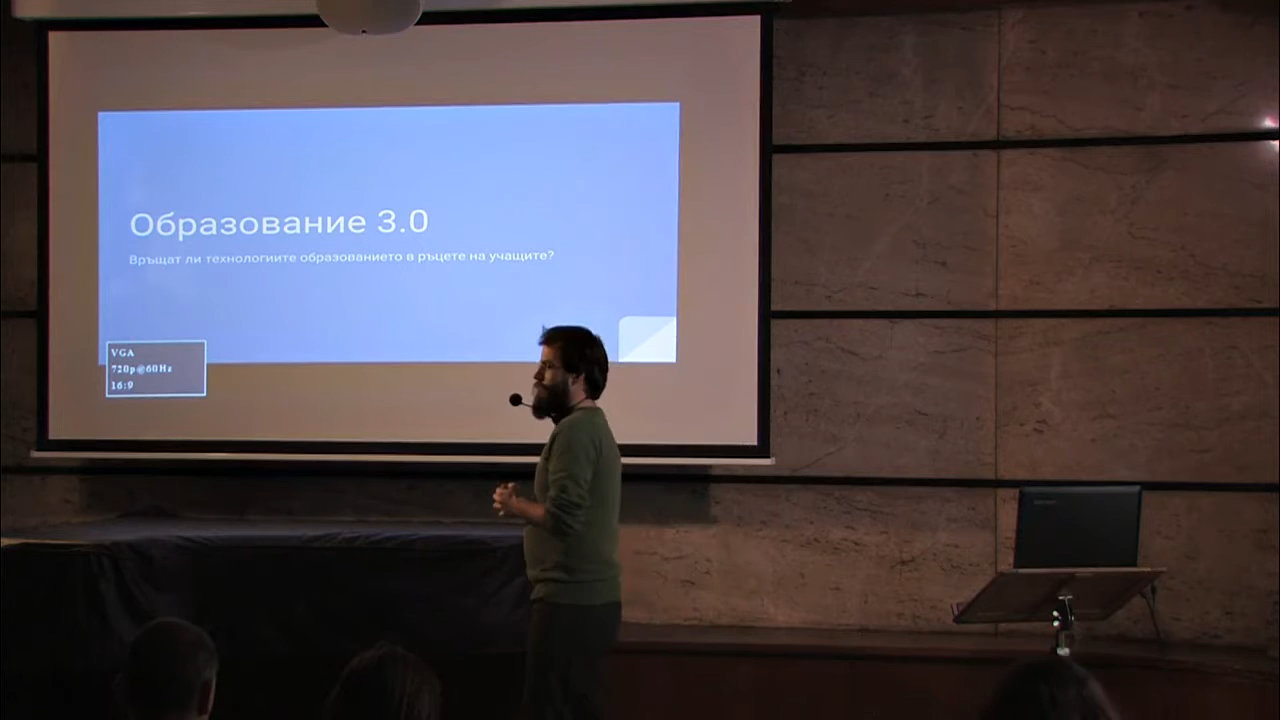 Образование 3.0
Връщат ли технологиите образованието в ръцете на учащите?
VGA
720p@60Hz
16:9